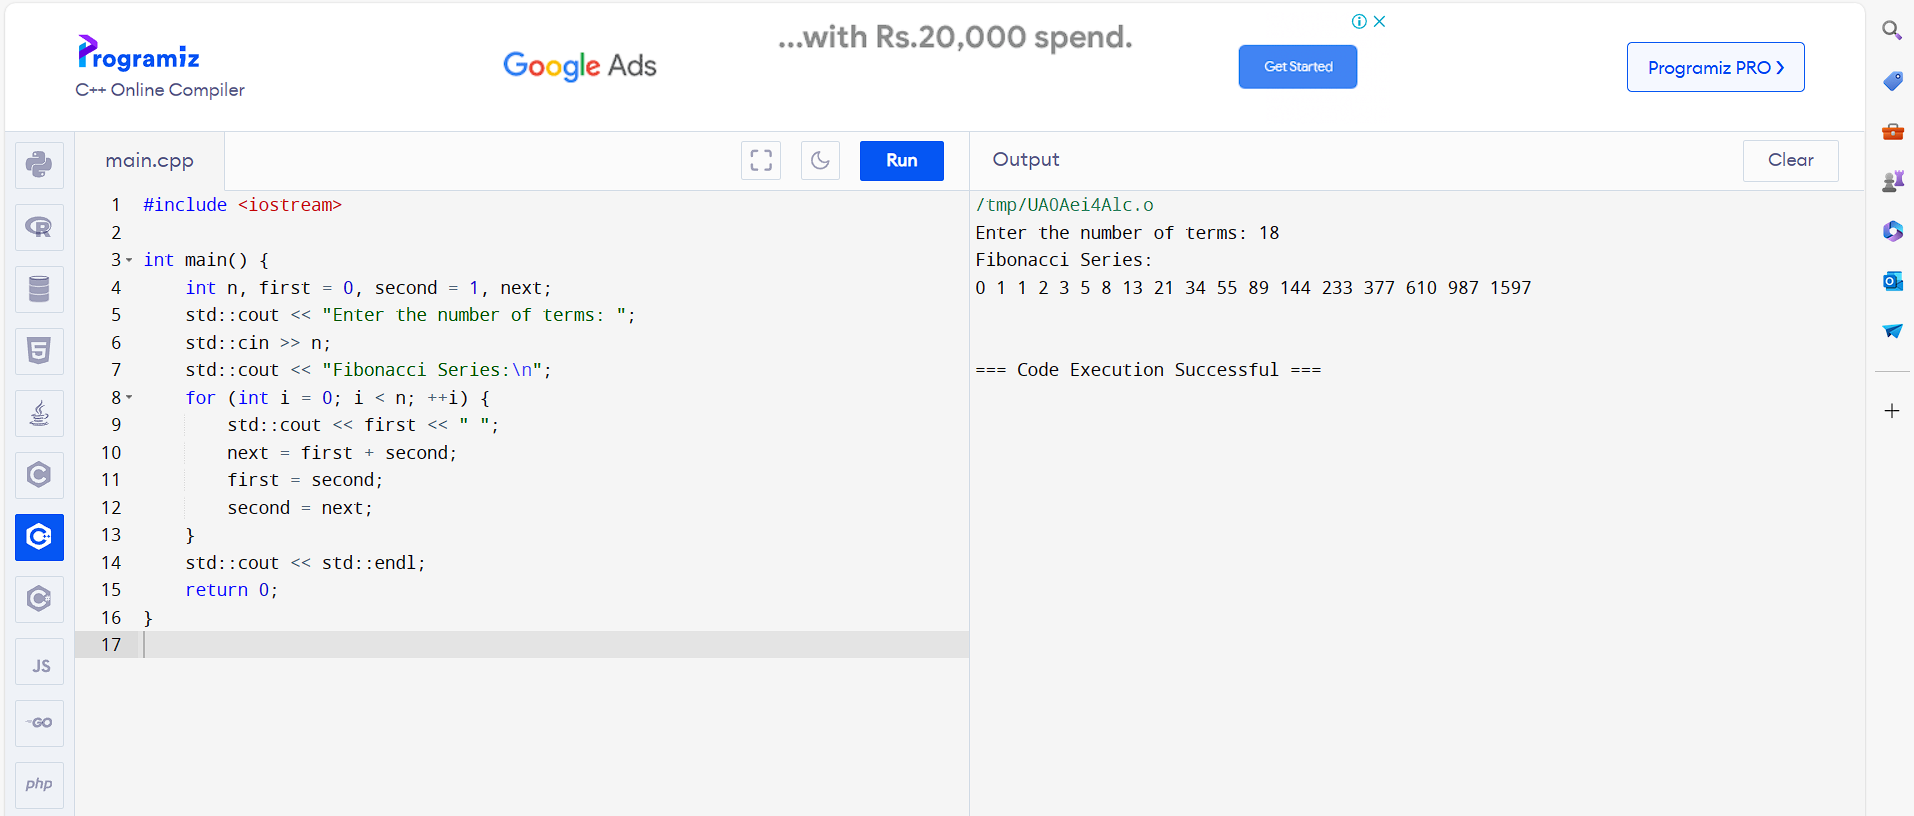 Programiz
C++ Online Compiler
Google Ads
...with Rs.20,000 spend.
Get Started
Programiz PRO ❯
main.cpp
Run
Output
Clear
1 #include <iostream>
2
3 int main() {
4     int n, first = 0, second = 1, next;
5     std::cout << "Enter the number of terms: ";
6     std::cin >> n;
7     std::cout << "Fibonacci Series:\n";
8     for (int i = 0; i < n; ++i) {
9         std::cout << first << " ";
10         next = first + second;
11         first = second;
12         second = next;
13     }
14     std::cout << std::endl;
15     return 0;
16 }
17
/tmp/UAOAei4Alc.o
Enter the number of terms: 18
Fibonacci Series:
0 1 1 2 3 5 8 13 21 34 55 89 144 233 377 610 987 1597
=== Code Execution Successful ===
R
5
C
C++
C
JS
GO
php